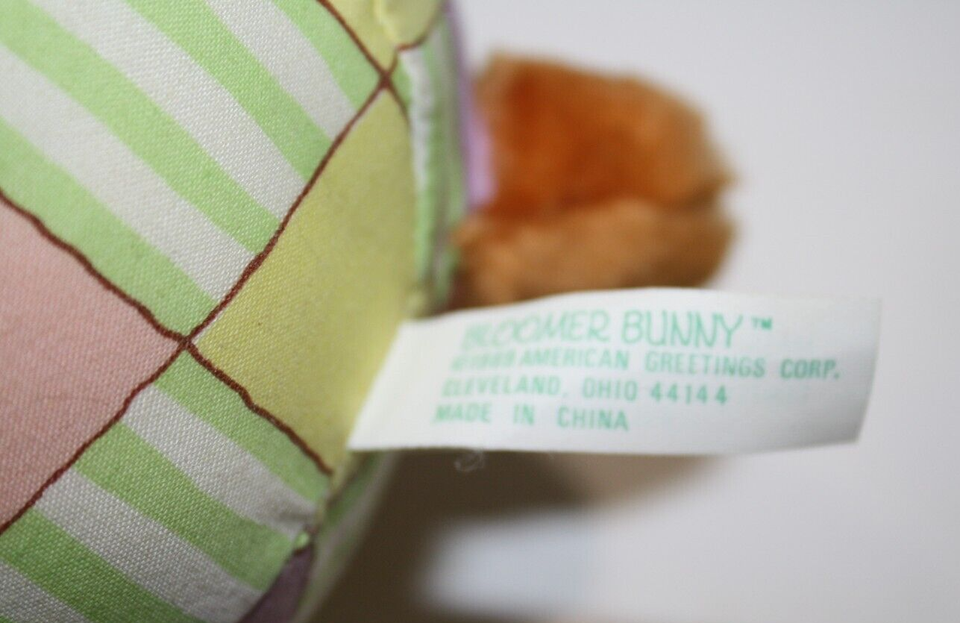 BLOOMER BUNNY™
AMERICAN GREETINGS CORP.
CLEVELAND, OHIO 44144
MADE IN CHINA